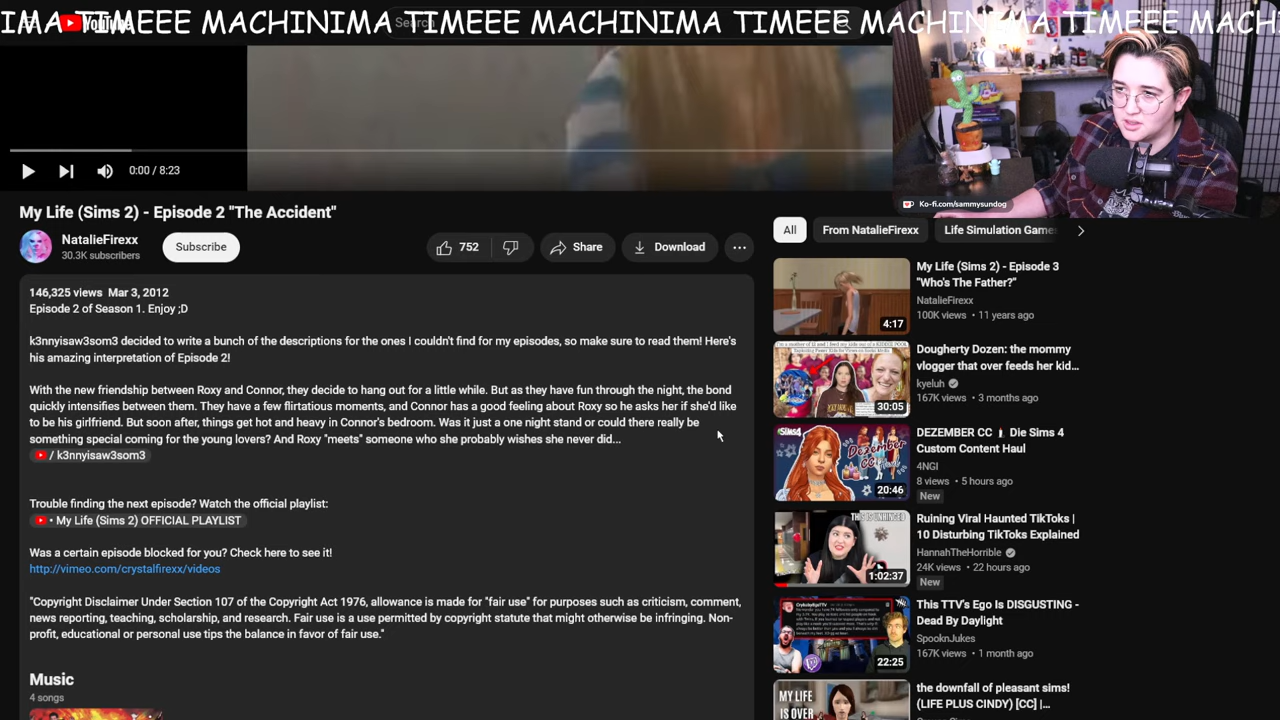 IMA TIMEEE MACHINIMA TIMEEE MACHINIMA TIMEEE MACHINIMA TIMEEE MACH
YouTube
Search
0:00 / 8:23
Ko-fi.com/sammysundog
My Life (Sims 2) - Episode 2 "The Accident"
NatalieFirexx
30.3K subscribers
Subscribe
752
Share
Download
146,325 views Mar 3, 2012
Episode 2 of Season 1. Enjoy ;D
k3nnyisaw3som3 decided to write a bunch of the descriptions for the ones I couldn't find for my episodes, so make sure to read them! Here's
his amazing interpretation of Episode 2!
With the new friendship between Roxy and Connor, they decide to hang out for a little while. But as they have fun through the night, the bond
quickly intensifies between them. They have a few flirtatious moments, and Connor has a good feeling about Roxy so he asks her if she'd like
to be his girlfriend. But soon after, things get hot and heavy in Connor's bedroom. Was it just a one night stand or could there really be
something special coming for the young lovers? And Roxy "meets" someone who she probably wishes she never did...
/ k3nnyisaw3som3
Trouble finding the next episode? Watch the official playlist:
• My Life (Sims 2) OFFICIAL PLAYLIST
Was a certain episode blocked for you? Check here to see it!
http://vimeo.com/crystalfirexx/videos
"Copyright Disclaimer Under Section 107 of the Copyright Act 1976, allowance is made for "fair use" for purposes such as criticism, comment,
news reporting, teaching, scholarship, and research. Fair use is a use permitted by copyright statute that might otherwise be infringing. Non-
profit, educational or personal use tips the balance in favor of fair use."
Music
4 songs
All
From NatalieFirexx
Life Simulation Game
My Life (Sims 2) - Episode 3
"Who's The Father?"
NatalieFirexx
100K views • 11 years ago
4:17
Dougherty Dozen: the mommy
vlogger that over feeds her kid...
kyeluh
167K views • 3 months ago
30:05
DEZEMBER CC Die Sims 4
Custom Content Haul
4NGI
8 views • 5 hours ago
New
20:46
Ruining Viral Haunted TikToks |
10 Disturbing TikToks Explained
HannahTheHorrible
24K views • 22 hours ago
New
THIS IS UNHINGED
1:02:37
This TTV's Ego Is DISGUSTING -
Dead By Daylight
SpooknJukes
167K views • 1 month ago
22:25
the downfall of pleasant sims!
(LIFE PLUS CINDY) [CC] |...
MY LIFE
IS OVER